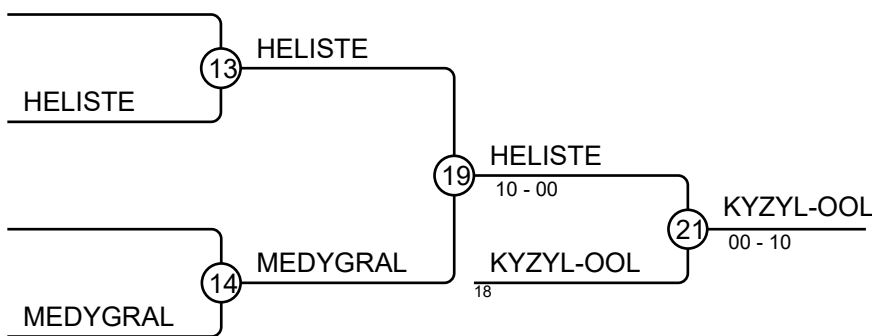 HELISTE
13
HELISTE
HELISTE
19
10 - 00
KYZYL-OOL
21
00 - 10
MEDYGRAL
KYZYL-OOL
14
18
MEDYGRAL